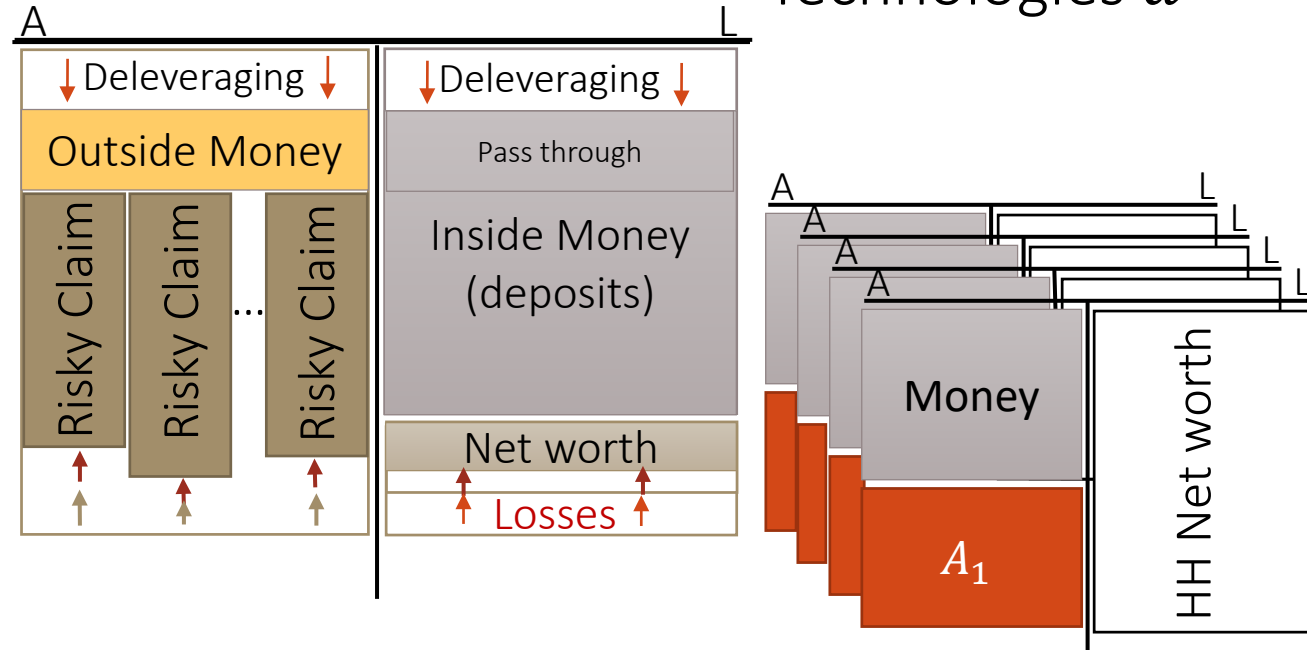 Technologies a
A L
Deleveraging
Outside Money
Risky Claim
Risky Claim
...
Risky Claim
Deleveraging
Pass through
Inside Money
(deposits)
Net worth
Losses
A L
A L
A L
A L
Money
A₁
HH Net worth